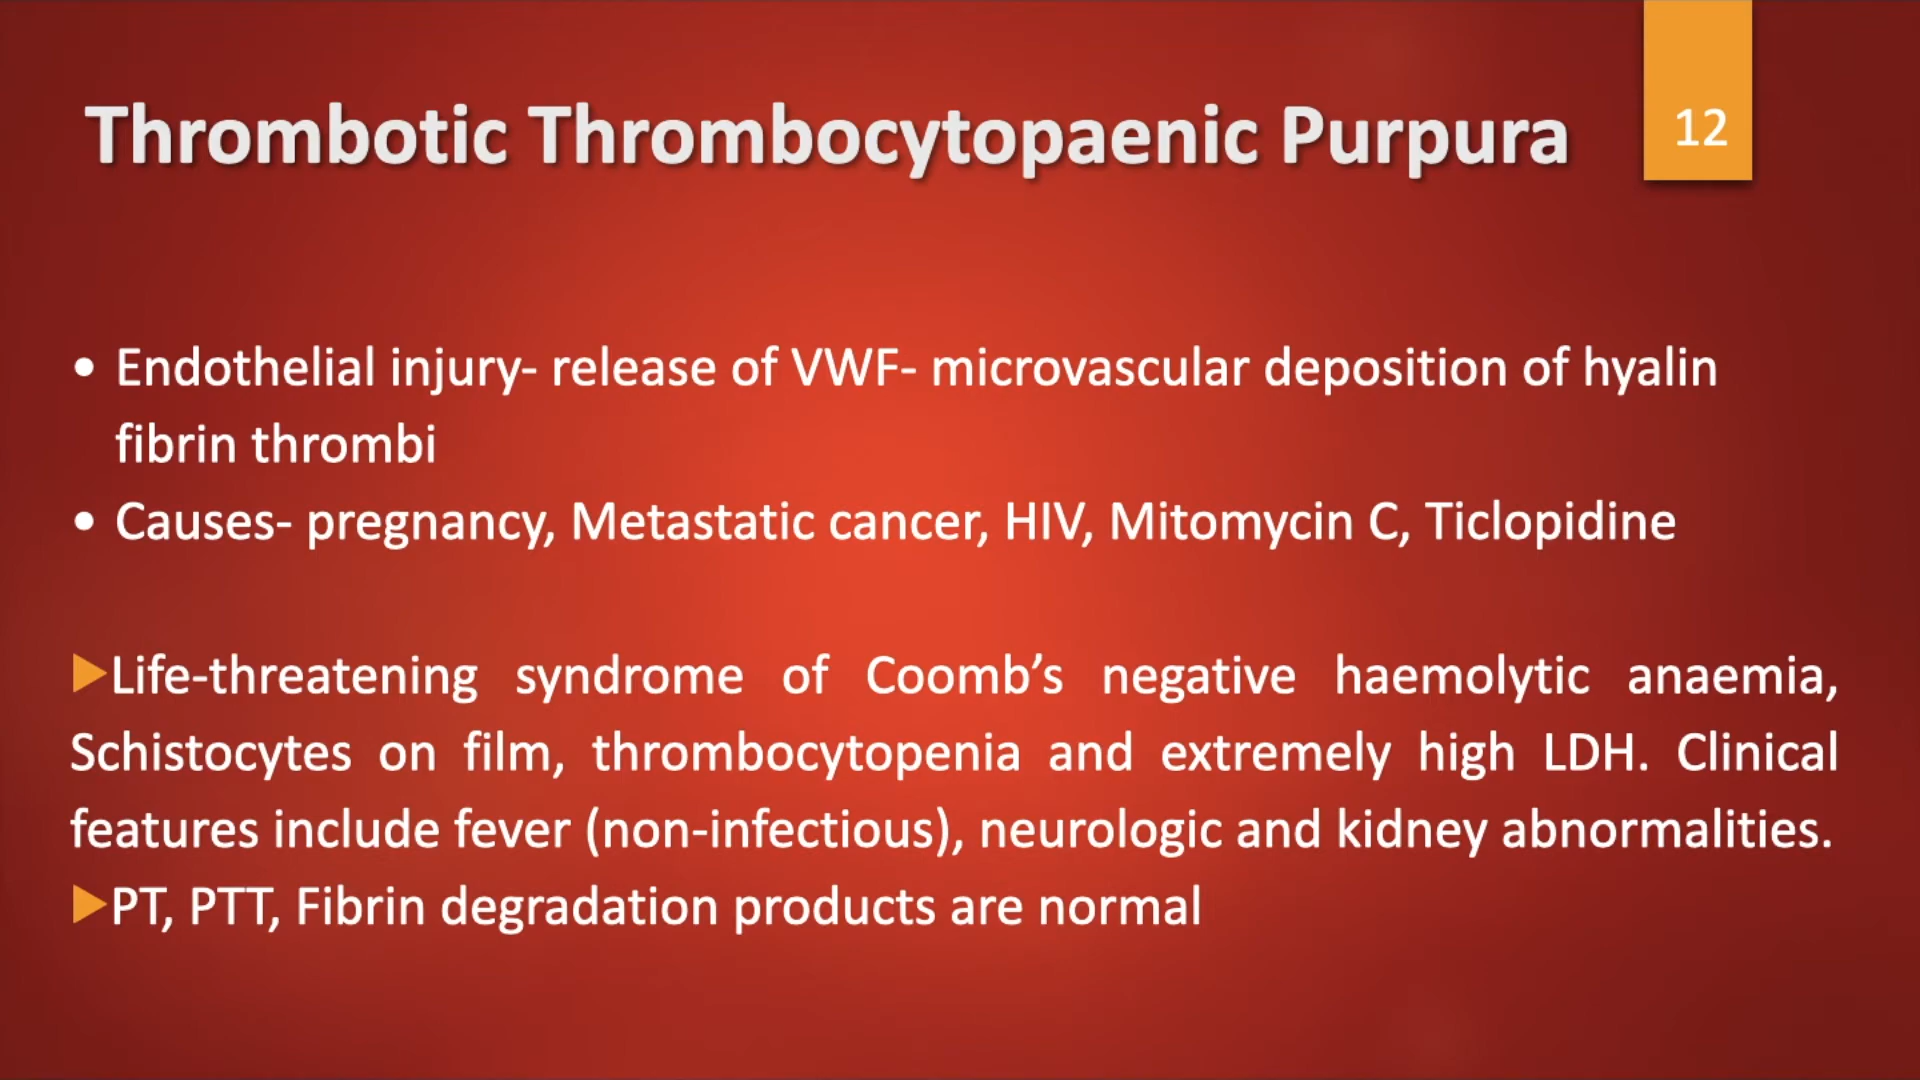 Thrombotic Thrombocytopaenic Purpura
12
• Endothelial injury- release of VWF- microvascular deposition of hyalin
fibrin thrombi
• Causes- pregnancy, Metastatic cancer, HIV, Mitomycin C, Ticlopidine
Life-threatening syndrome of Coomb’s negative haemolytic anaemia,
Schistocytes on film, thrombocytopenia and extremely high LDH. Clinical
features include fever (non-infectious), neurologic and kidney abnormalities.
PT, PTT, Fibrin degradation products are normal